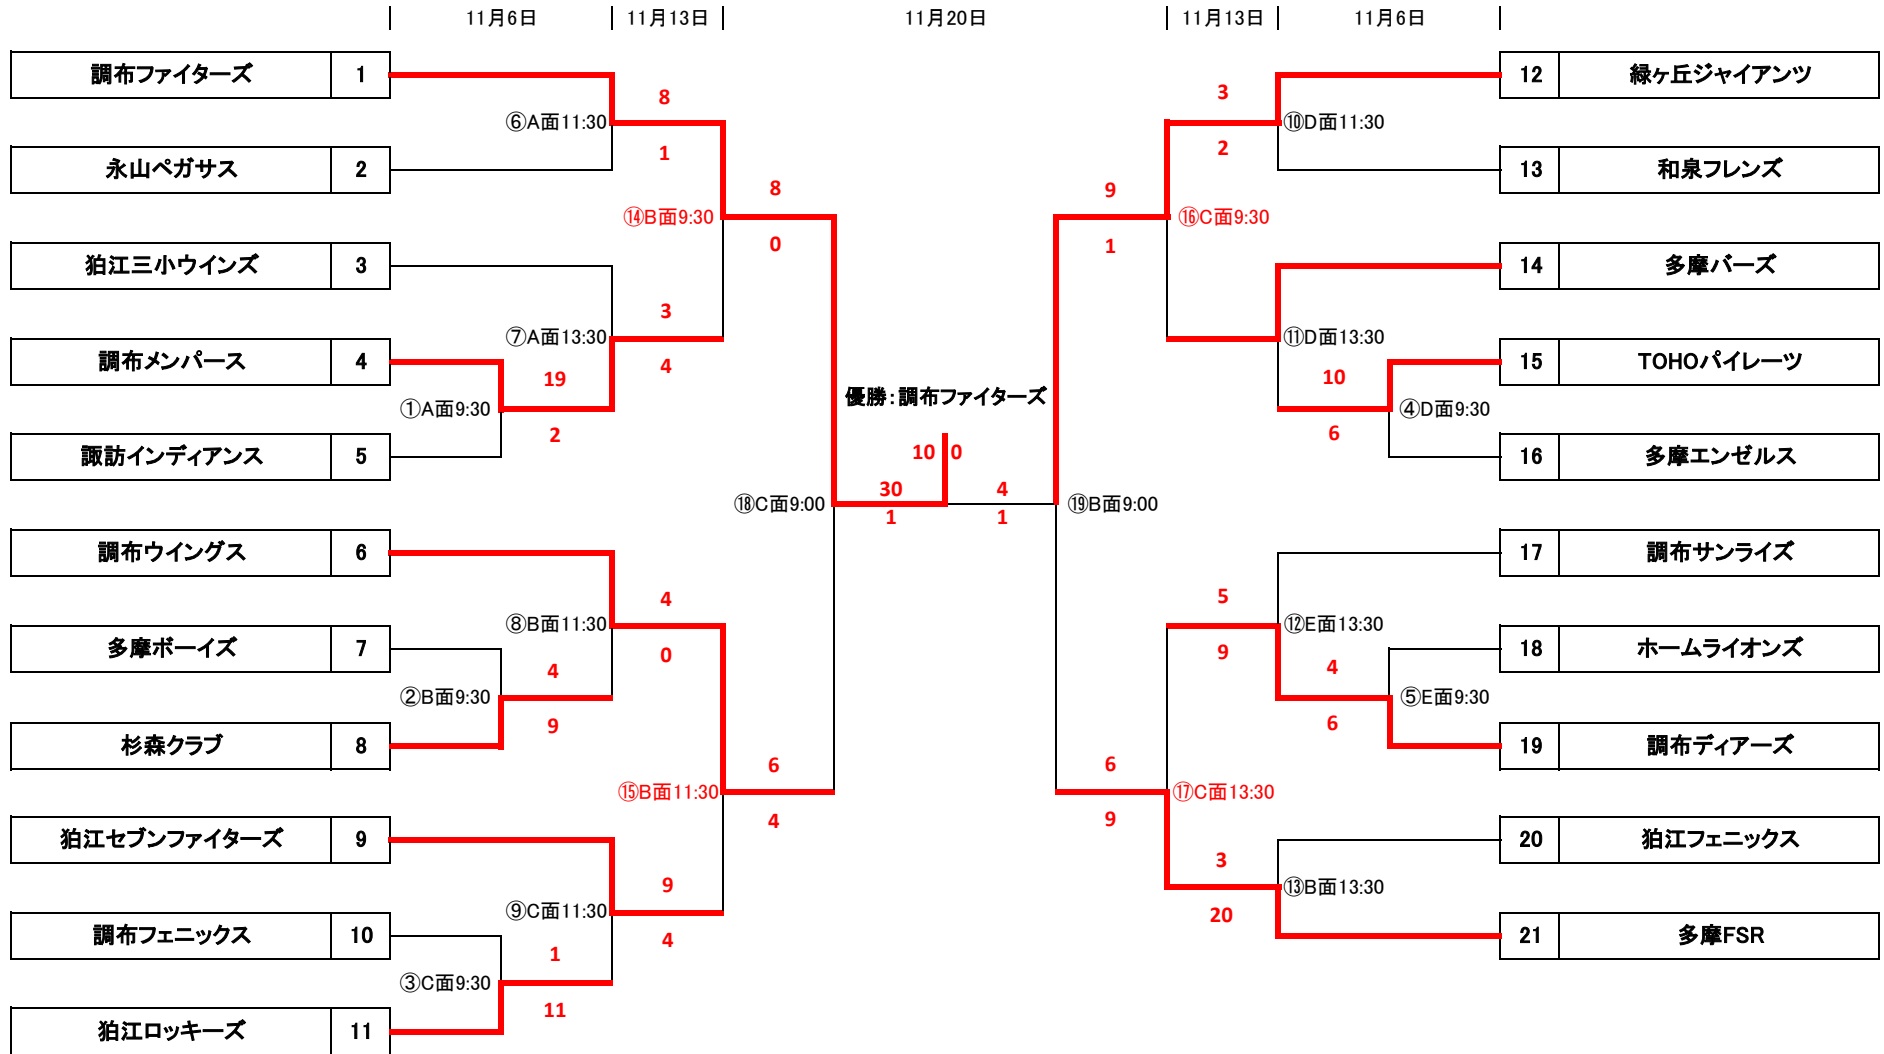 11月6日
11月13日
11月20日
11月13日
11月6日
調布ファイターズ 1
8
⑥A面11:30
1
永山ペガサス 2
8
⑭B面9:30
0
狛江三小ウインズ 3
3
⑦A面13:30
4
調布メンパース 4
19
①A面9:30
2
諏訪インディアンス 5
優勝：調布ファイターズ
10 0
30
1
4
1
⑱C面9:00
⑲B面9:00
調布ウイングス 6
4
⑧B面11:30
0
多摩ボーイズ 7
4
②B面9:30
9
杉森クラブ 8
6
⑮B面11:30
4
狛江セブンファイターズ 9
9
⑨C面11:30
4
調布フェニックス 10
1
③C面9:30
11
狛江ロッキーズ 11
12 緑ヶ丘ジャイアンツ
3
⑩D面11:30
2
13 和泉フレンズ
9
⑯C面9:30
1
14 多摩バーズ
⑪D面13:30
15 TOHOパイレーツ
10
④D面9:30
6
16 多摩エンゼルス
17 調布サンライズ
5
⑫E面13:30
9
18 ホームライオンズ
4
⑤E面9:30
6
19 調布ディアーズ
6
⑰C面13:30
9
20 狛江フェニックス
3
⑬B面13:30
20
21 多摩FSR